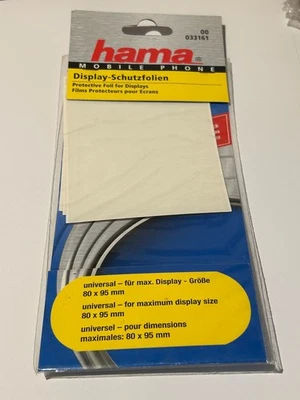 00
033161
hama®
MOBILE PHONE
Display-Schutzfolien
Protective Foil for Displays
Films Protecteurs pour Ecrans
universal – für max. Display - Größe
80 x 95 mm
universal – for maximum display size
80 x 95 mm
universel – pour dimensions
maximales: 80 x 95 mm